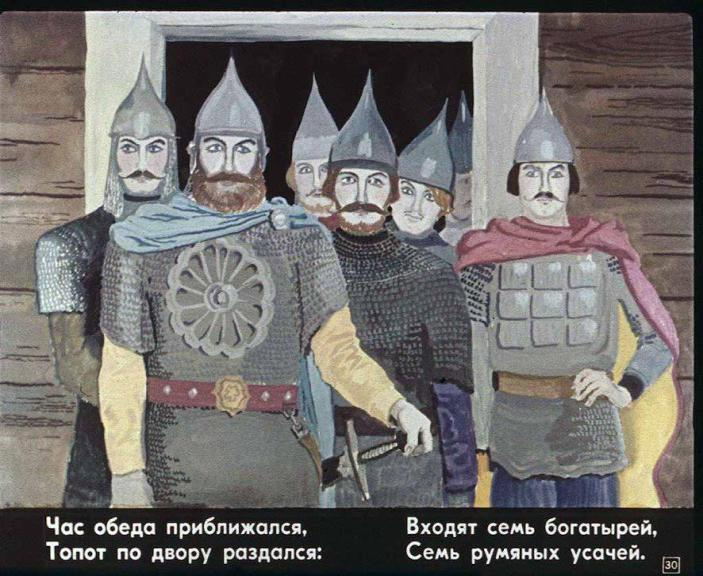 Час обеда приближался,
Топот по двору раздался:
Входят семь богатырей,
Семь румяных усачей.
30